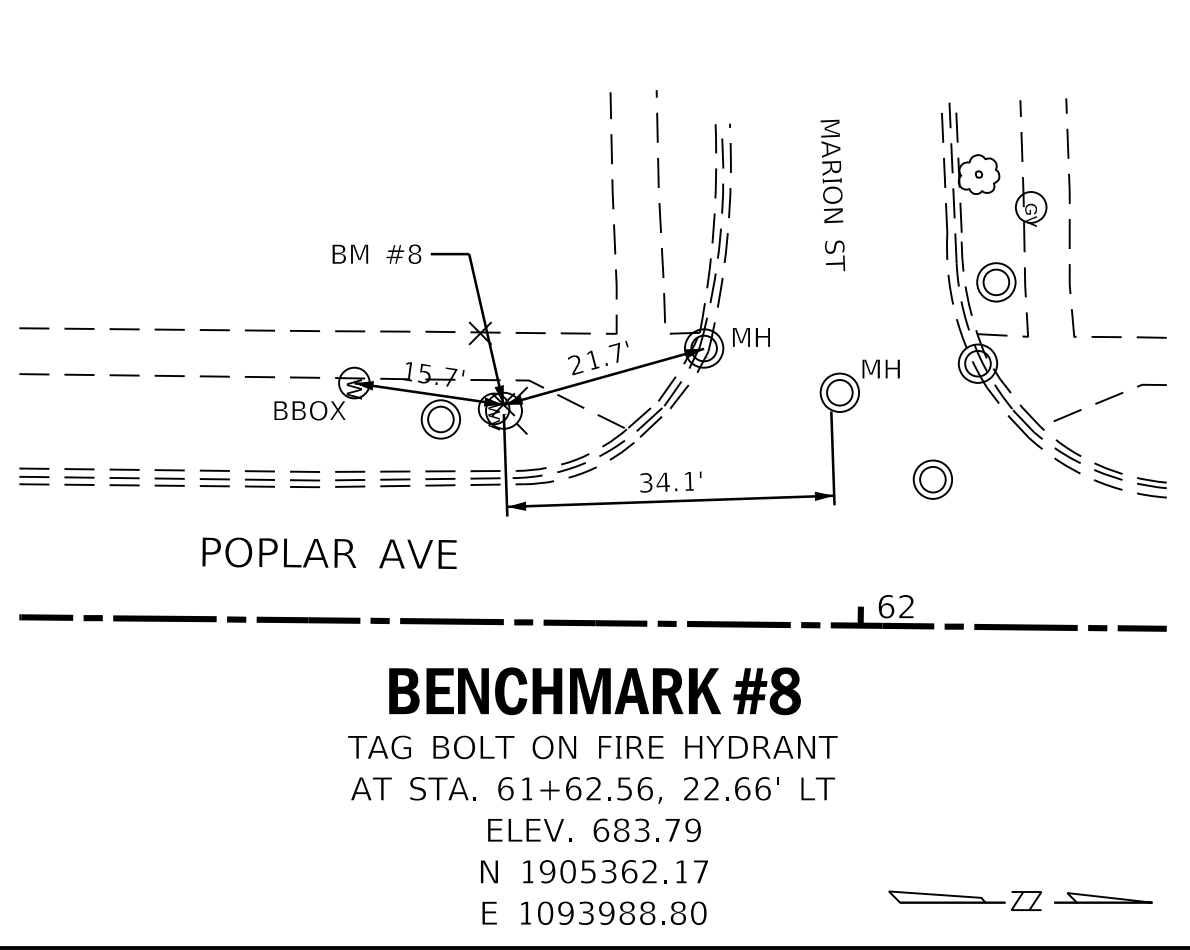 MARION ST
GV
BM #8
MH
21.7'
15.7'
MH
BBOX
34.1'
POPLAR AVE
62
BENCHMARK #8
TAG BOLT ON FIRE HYDRANT
AT STA. 61+62.56, 22.66' LT
ELEV. 683.79
N 1905362.17
E 1093988.80